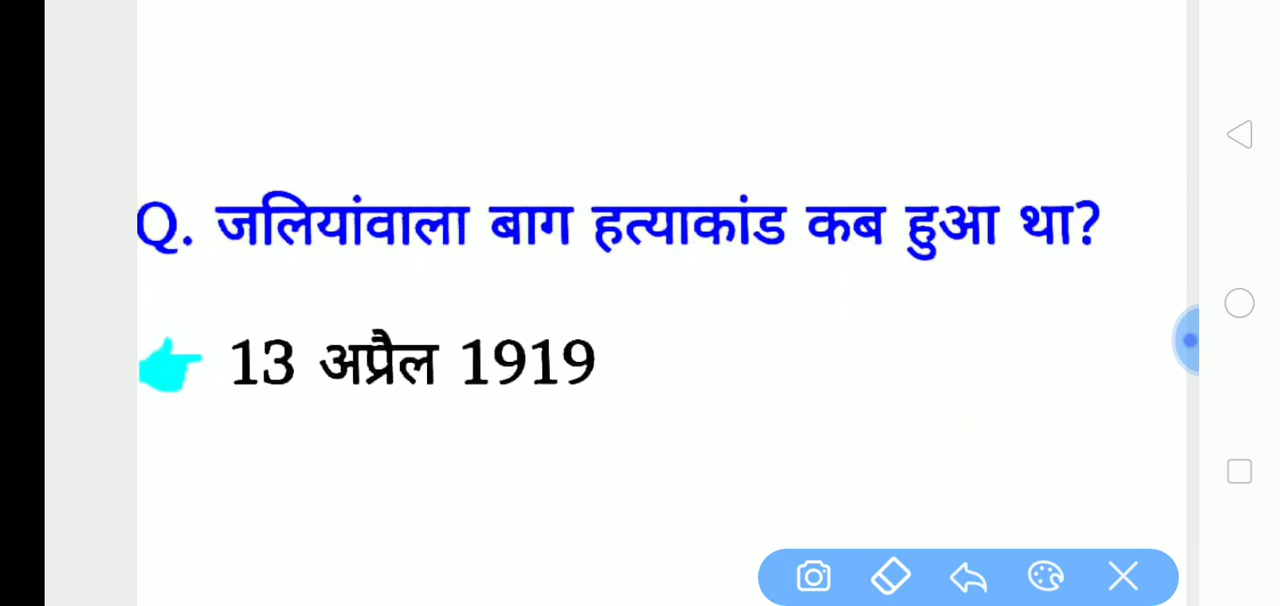 Q. जलियांवाला बाग हत्याकांड कब हुआ था?
13 अप्रैल 1919